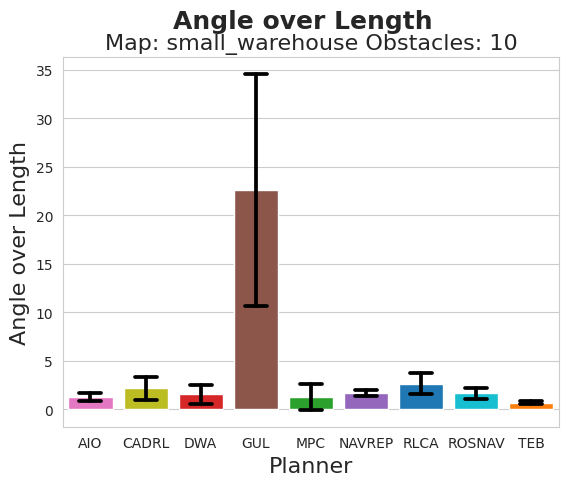 Angle over Length
Map: small_warehouse Obstacles: 10
35
30
25
20
15
10
5
0
Angle over Length
AIO CADRL DWA GUL MPC NAVREP RLCA ROSNAV TEB
Planner